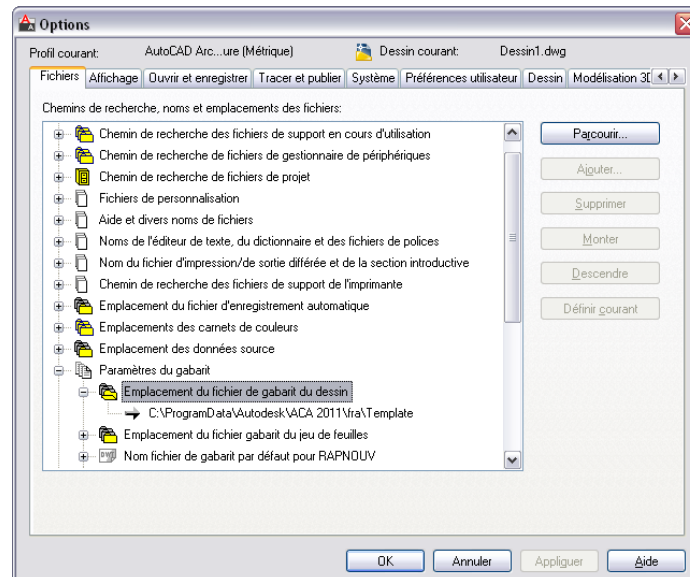 Options
Profil courant: AutoCAD Arc...ure (Métrique) Dessin courant: Dessin1.dwg
Fichiers Affichage Ouvrir et enregistrer Tracer et publier Système Préférences utilisateur Dessin Modélisation 3D
Chemins de recherche, noms et emplacements des fichiers:
Chemin de recherche des fichiers de support en cours d'utilisation
Chemin de recherche de fichiers de gestionnaire de périphériques
Chemin de recherche de fichiers de projet
Fichiers de personnalisation
Aide et divers noms de fichiers
Noms de l'éditeur de texte, du dictionnaire et des fichiers de polices
Nom du fichier d'impression/de sortie différée et de la section introductive
Chemin de recherche des fichiers de support de l'imprimante
Emplacement du fichier d'enregistrement automatique
Emplacements des carnets de couleurs
Emplacement des données source
Paramètres du gabarit
Emplacement du fichier de gabarit du dessin
C:\ProgramData\Autodesk\ACA 2011\fra\Template
Emplacement du fichier gabarit du jeu de feuilles
Nom fichier de gabarit par défaut pour RAPNOUV
Parcourir...
Ajouter...
Supprimer
Monter
Descendre
Définir courant
OK Annuler Appliquer Aide